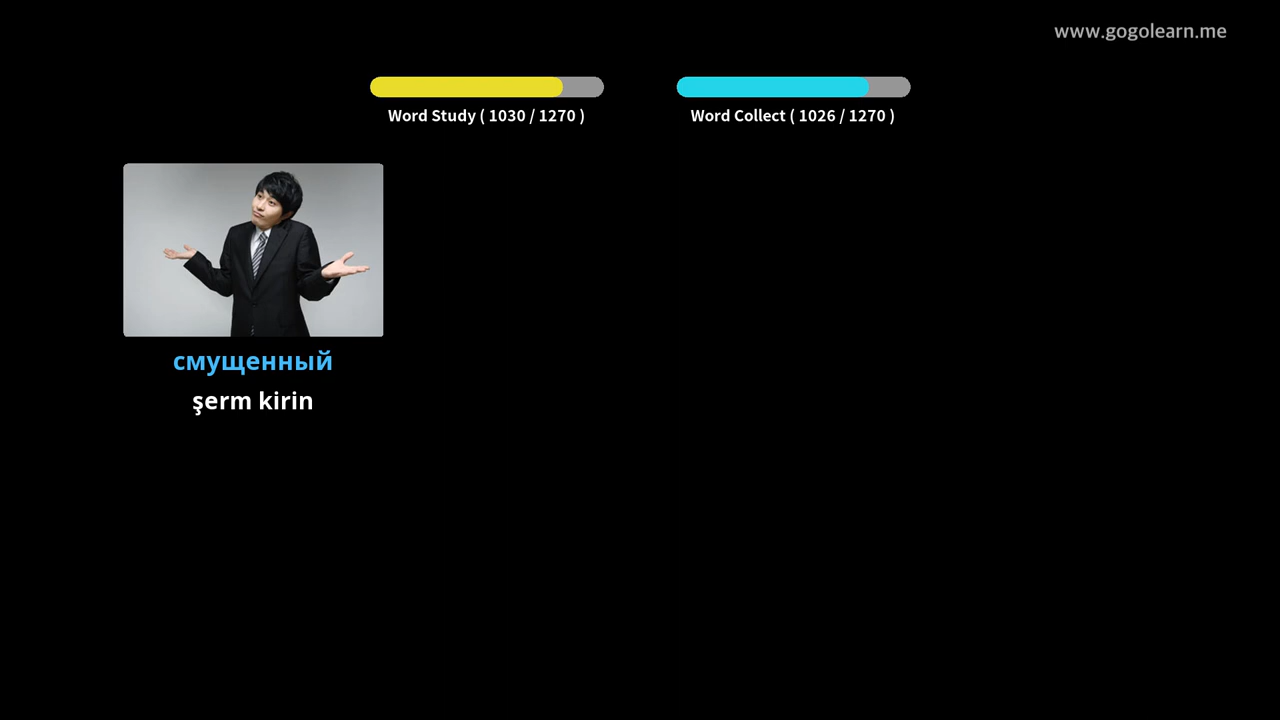 www.gogolearn.me
Word Study ( 1030 / 1270 )
Word Collect ( 1026 / 1270 )
смущенный
şerm kirin